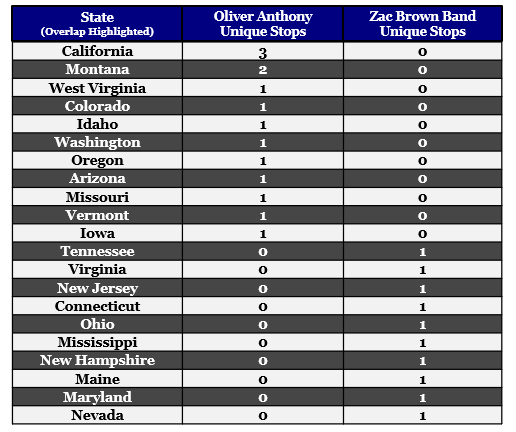 State Oliver Anthony Zac Brown Band
(Overlap Highlighted) Unique Stops Unique Stops
California 3 0
Montana 2 0
West Virginia 1 0
Colorado 1 0
Idaho 1 0
Washington 1 0
Oregon 1 0
Arizona 1 0
Missouri 1 0
Vermont 1 0
Iowa 1 0
Tennessee 0 1
Virginia 0 1
New Jersey 0 1
Connecticut 0 1
Ohio 0 1
Mississippi 0 1
New Hampshire 0 1
Maine 0 1
Maryland 0 1
Nevada 0 1